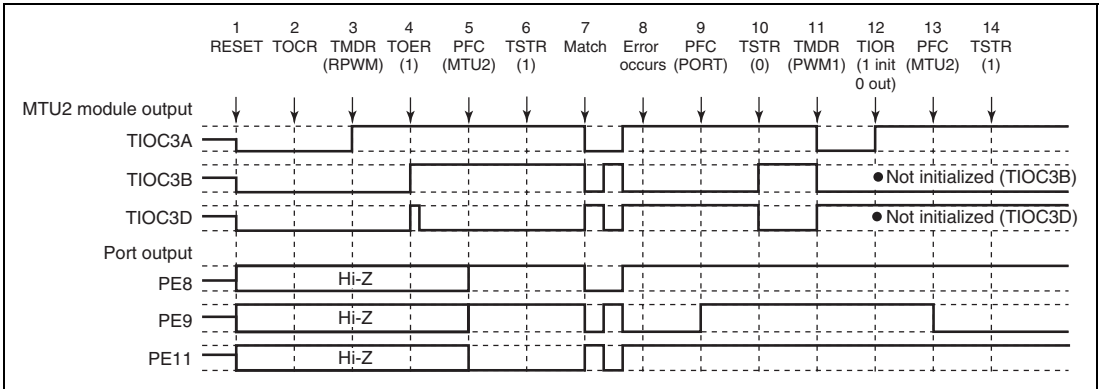 1 2 3 4 5 6 7 8 9 10 11 12 13 14
RESET TOCR TMDR TOER PFC TSTR Match Error PFC TSTR TMDR TIOR PFC TSTR
(RPWM) (1) (MTU2) (1) occurs (PORT) (0) (PWM1) (1 init (MTU2) (1)
0 out)
MTU2 module output
TIOC3A
TIOC3B
● Not initialized (TIOC3B)
TIOC3D
● Not initialized (TIOC3D)
Port output
PE8 Hi-Z
PE9 Hi-Z
PE11 Hi-Z